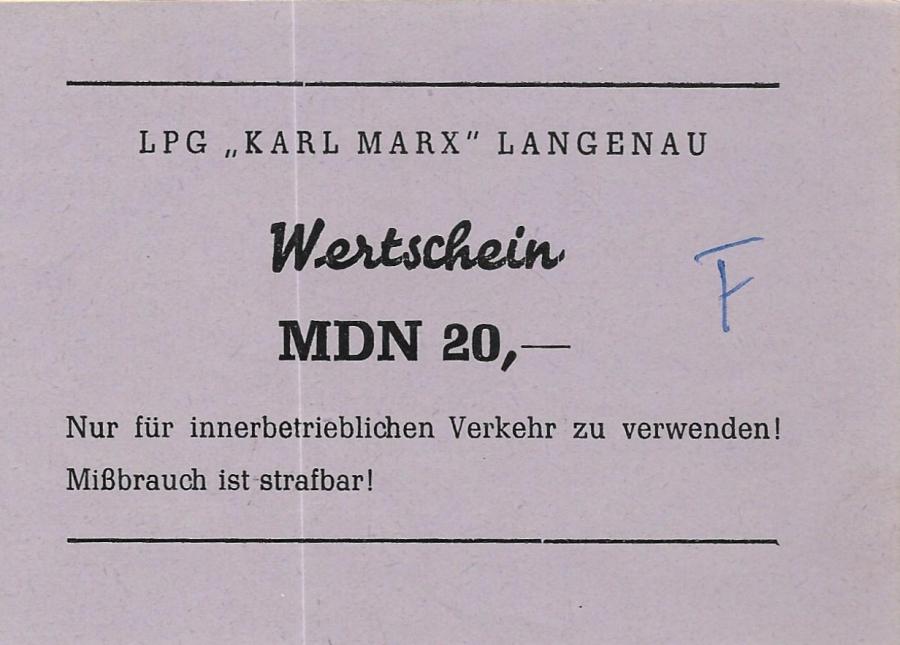 LPG „KARL MARX" LANGENAU
Wertschein
F
MDN 20,—
Nur für innerbetrieblichen Verkehr zu verwenden!
Mißbrauch ist strafbar!